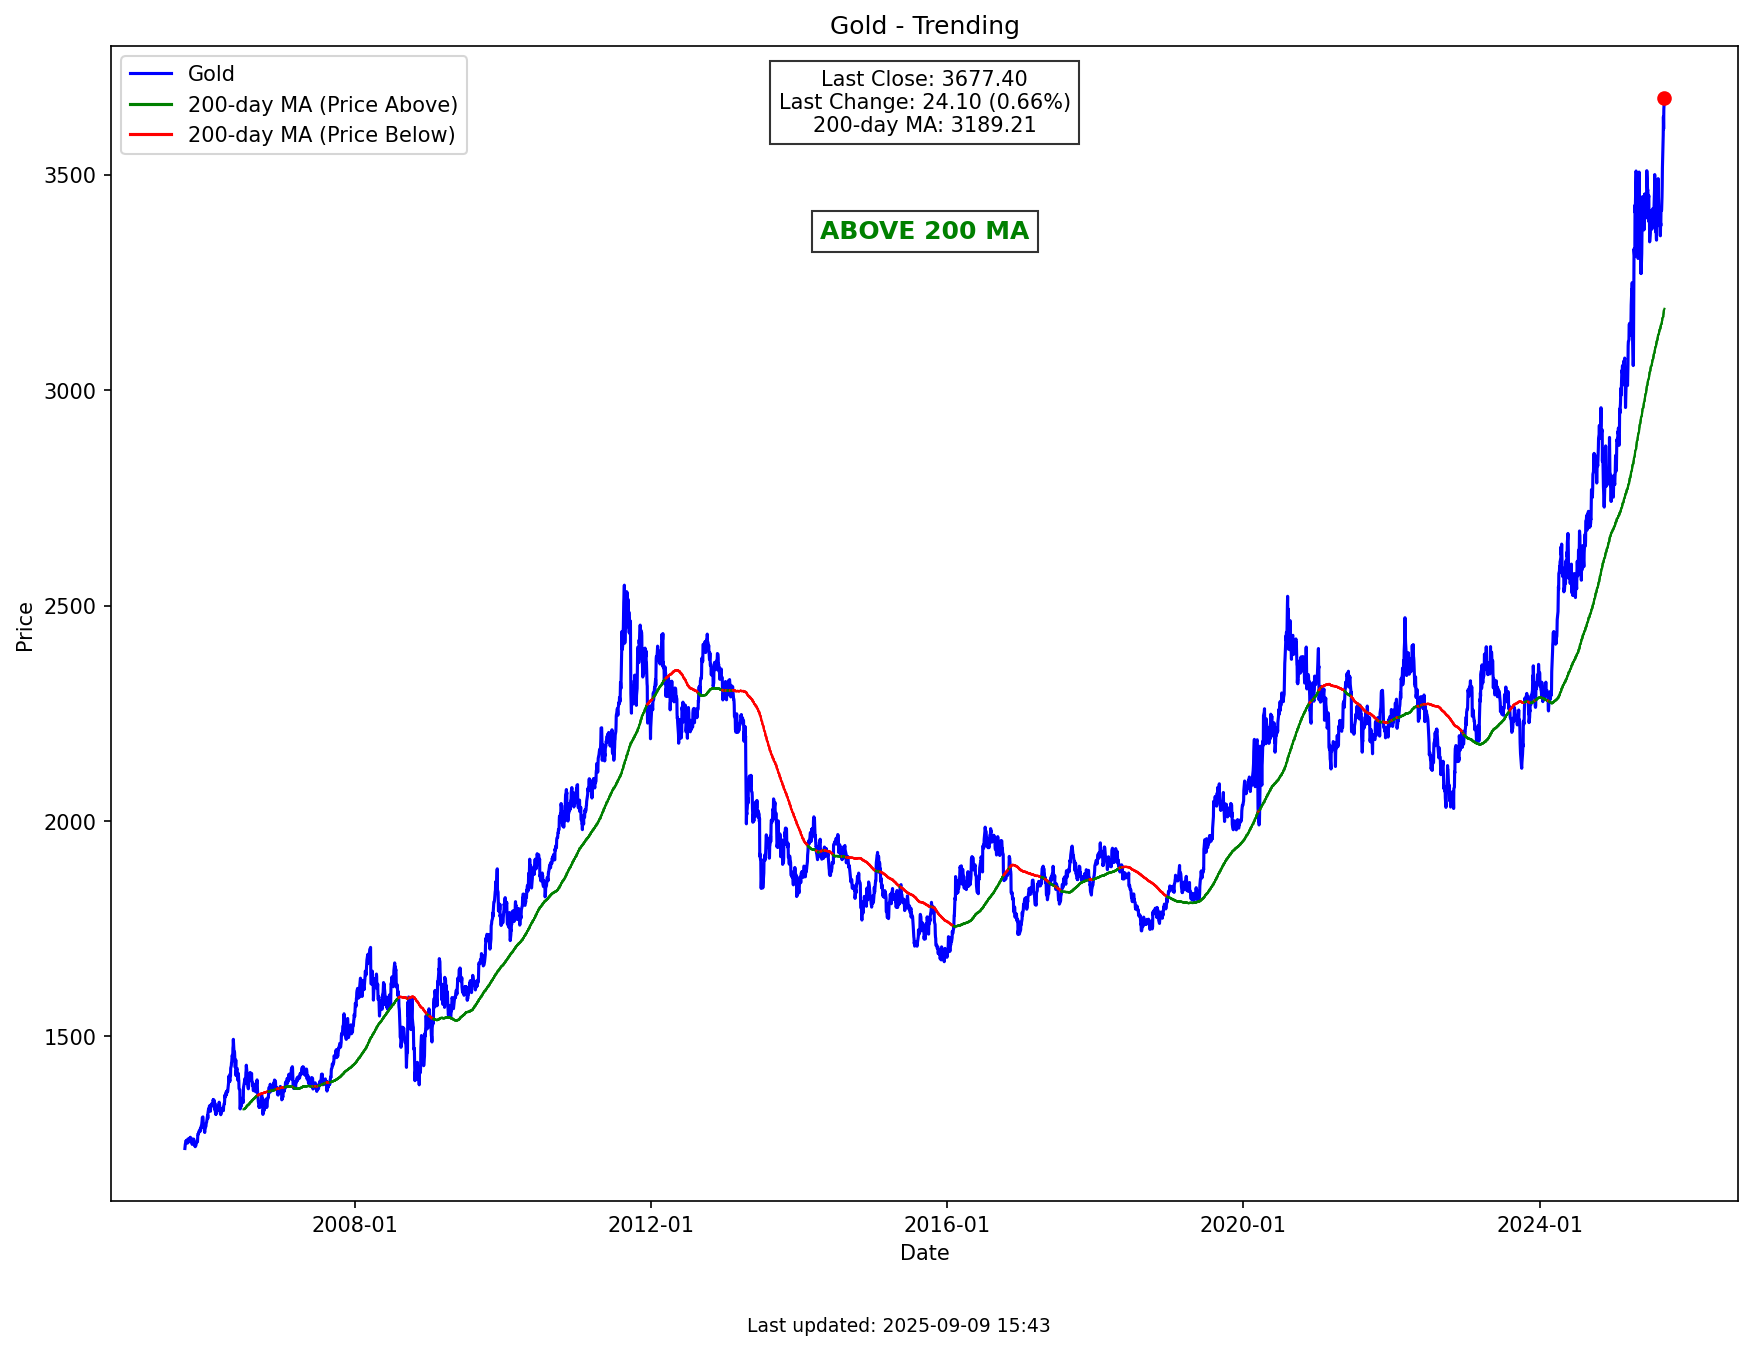 Gold - Trending
Gold
200-day MA (Price Above)
200-day MA (Price Below)
Last Close: 3677.40
Last Change: 24.10 (0.66%)
200-day MA: 3189.21
ABOVE 200 MA
Price
3500
3000
2500
2000
1500
2008-01
2012-01
2016-01
2020-01
2024-01
Date
Last updated: 2025-09-09 15:43